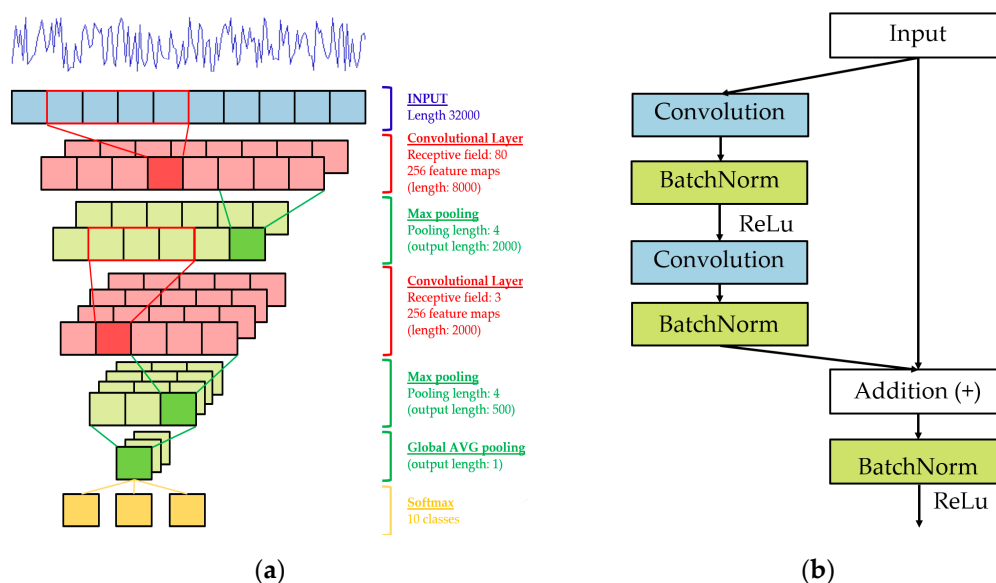 INPUT
Length 32000
Convolutional Layer
Receptive field: 80
256 feature maps
(length: 8000)
Max pooling
Pooling length: 4
(output length: 2000)
Convolutional Layer
Receptive field: 3
256 feature maps
(length: 2000)
Max pooling
Pooling length: 4
(output length: 500)
Global AVG pooling
(output length: 1)
Softmax
10 classes
(a)
Input
Convolution
BatchNorm
ReLu
Convolution
BatchNorm
Addition (+)
BatchNorm
ReLu
(b)